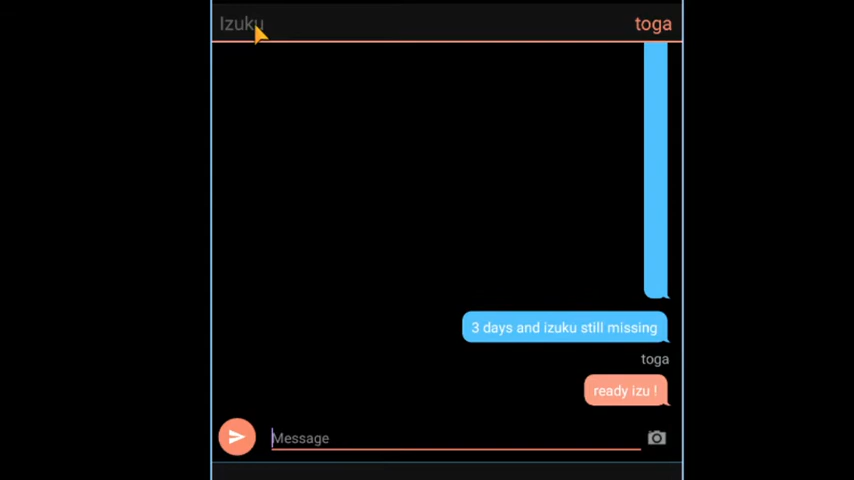 Izuku
toga
3 days and izuku still missing
toga
ready izu !
Message